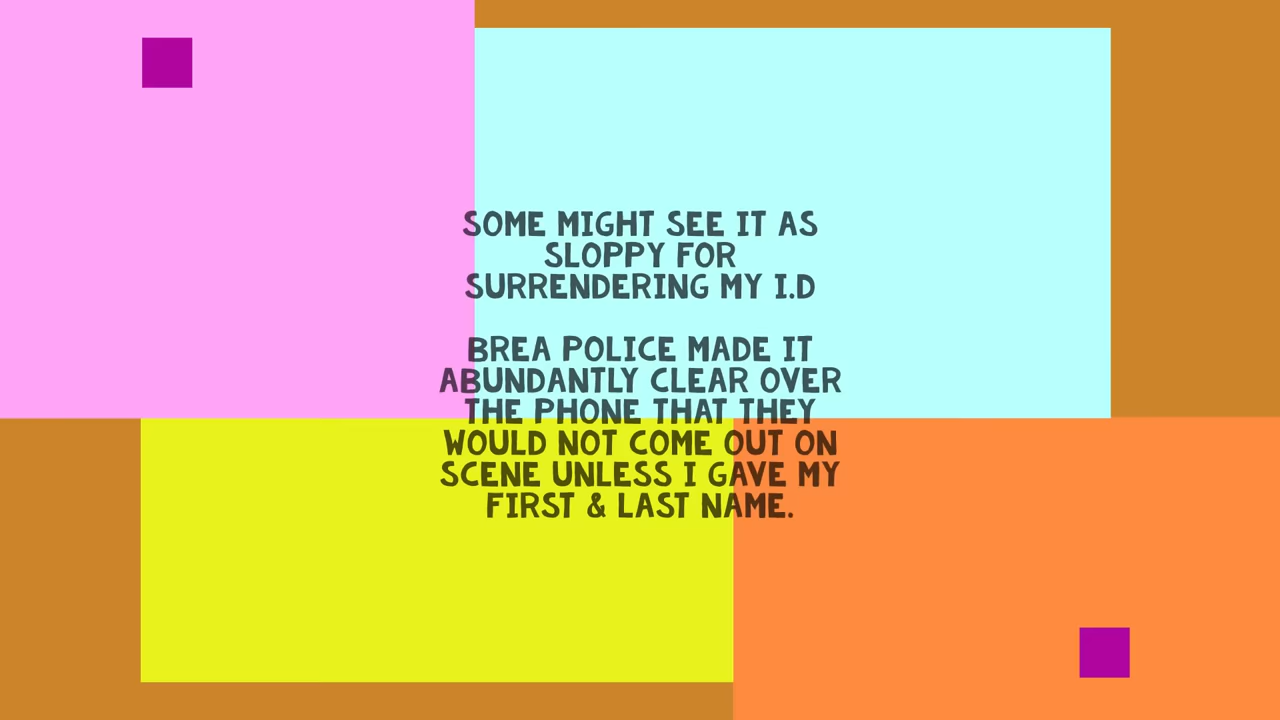 SOME MIGHT SEE IT AS
SLOPPY FOR
SURRENDERING MY I.D
BREA POLICE MADE IT
ABUNDANTLY CLEAR OVER
THE PHONE THAT THEY
WOULD NOT COME OUT ON
SCENE UNLESS I GAVE MY
FIRST & LAST NAME.